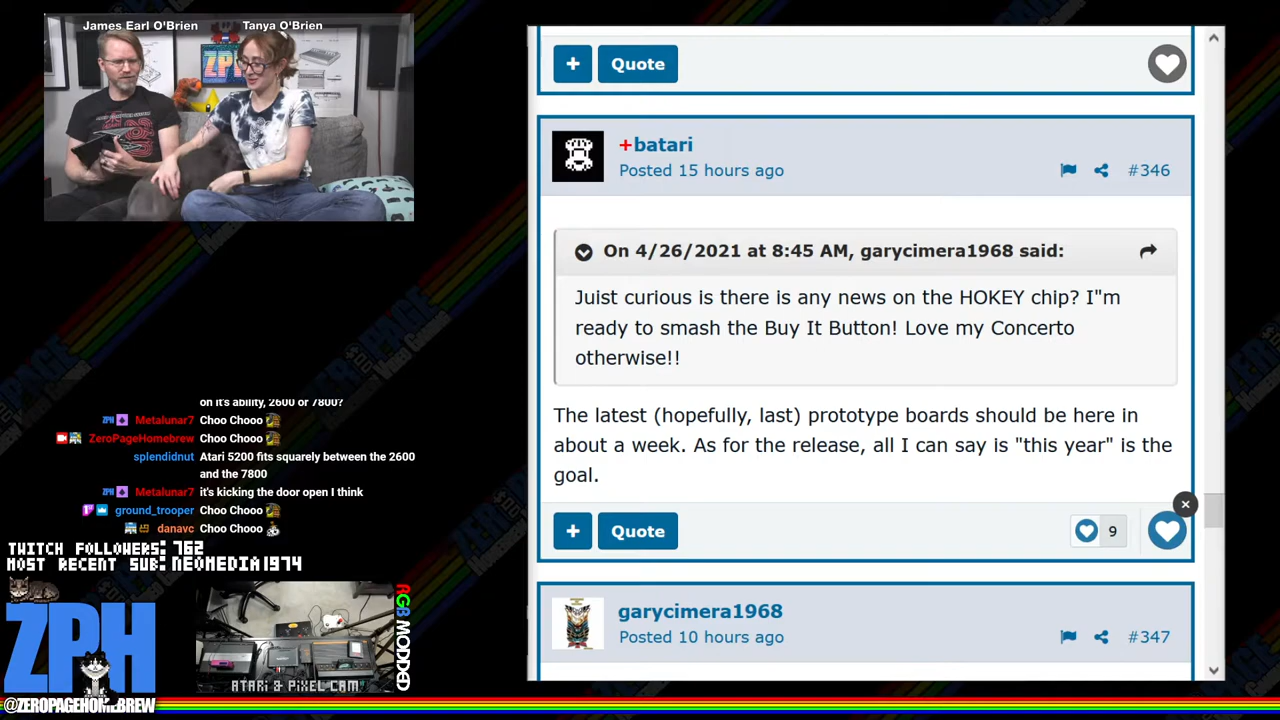 James Earl O'Brien
Tanya O'Brien
ZPH
on it's ability, 2600 or 7800?
ZPH Metalunar7 Choo Chooo
ZeroPageHomebrew Choo Chooo
splendidnut Atari 5200 fits squarely between the 2600
and the 7800
ZPH Metalunar7 it's kicking the door open I think
ground_trooper Choo Chooo
danavc Choo Chooo
TWITCH FOLLOWERS: 762
MOST RECENT SUB: NEOMEDIA1974
ZPH
@ZEROPAGEHOMEBREW
ATARI & PIXEL CAM
RGB MODDED
+ Quote
+batari
Posted 15 hours ago
#346
On 4/26/2021 at 8:45 AM, garycimera1968 said:
Juist curious is there is any news on the HOKEY chip? I"m
ready to smash the Buy It Button! Love my Concerto
otherwise!!
The latest (hopefully, last) prototype boards should be here in
about a week. As for the release, all I can say is "this year" is the
goal.
+ Quote
9
garycimera1968
Posted 10 hours ago
#347